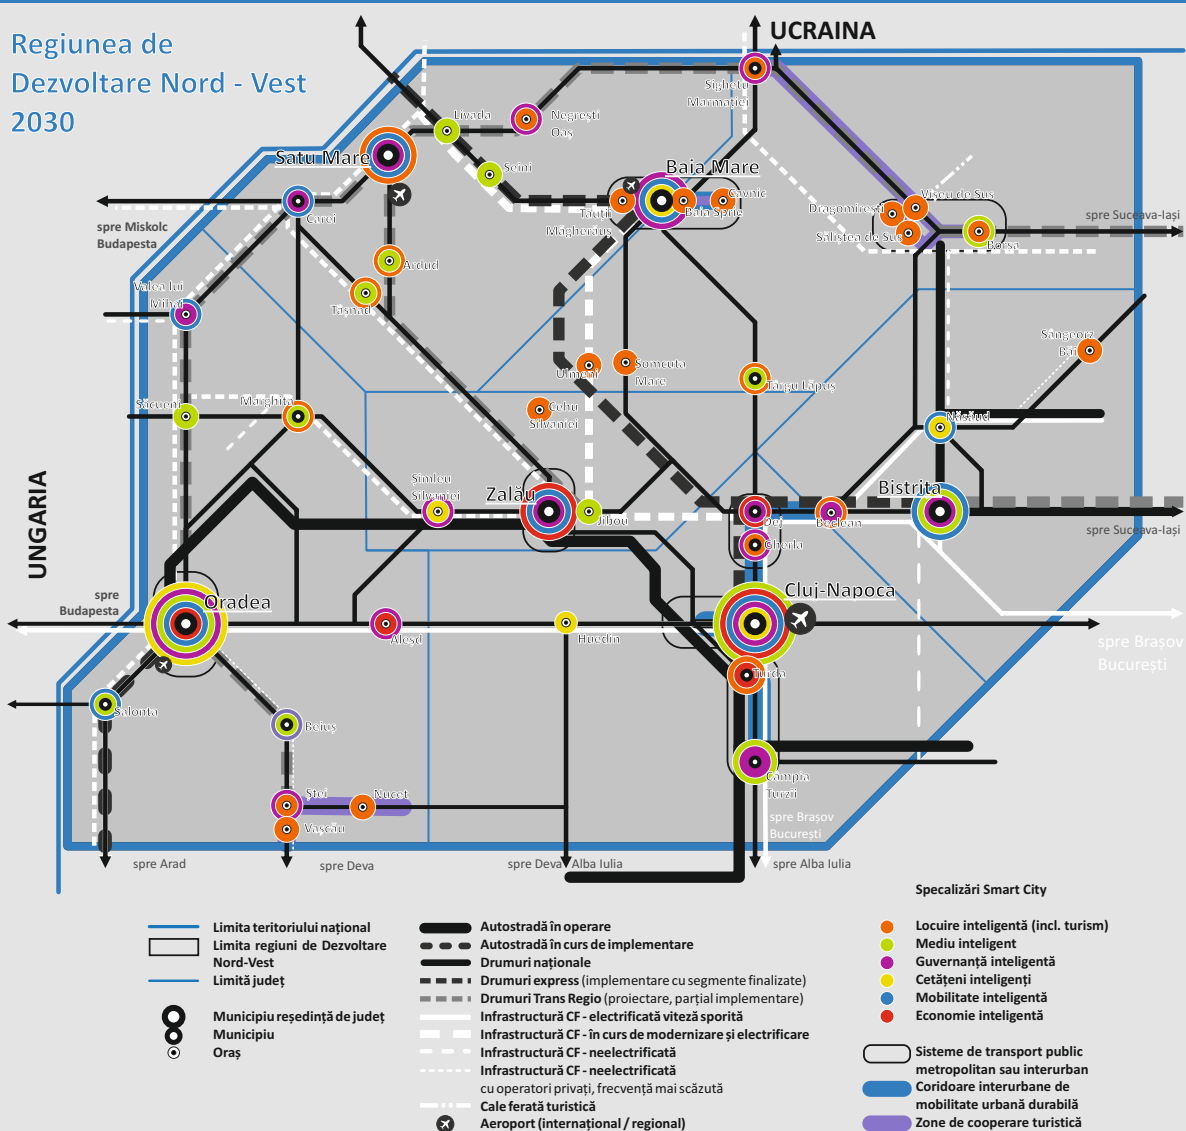 Regiunea de
Dezvoltare Nord - Vest
2030
UCRAINA
Sighetu
Marmației
Livada
Negrești
Oaș
Satu Mare
Seini
Baia Mare
Cavnic
Vișeu de Sus
Carei
Tăuții
Măgherăuș
Baia Sprie
Dragomirești
Săliștea de Sus
Borșa
spre Suceava-Iași
spre Miskolc
Budapesta
Ardud
Valea lui
Mihai
Tășnad
Sângeorz
Băi
Ulmeni
Somcuta
Mare
Târgu Lăpuș
Săcueni
Marghita
Cehu
Silvaniei
Năsăud
UNGARIA
Șimleu
Silvaniei
Zalău
Jibou
Dej
Beclean
Bistrița
spre Suceava-Iași
Gherla
spre
Budapesta
Oradea
Cluj-Napoca
Aleșd
Huedin
spre Brașov
București
Turda
Salonta
Beiuș
Câmpia
Turzii
Ștei
Nucet
Vașcău
spre Brașov
București
spre Arad
spre Deva
spre Deva
Alba Iulia
spre Alba Iulia
Limita teritoriului național
Limita regiuni de Dezvoltare
Nord-Vest
Limită județ
Municipiu reședință de județ
Municipiu
Oraș
Autostradă în operare
Autostradă în curs de implementare
Drumuri naționale
Drumuri express (implementare cu segmente finalizate)
Drumuri Trans Regio (proiectare, parțial implementare)
Infrastructură CF - electrificată viteză sporită
Infrastructură CF - în curs de modernizare și electrificare
Infrastructură CF - neelectrificată
Infrastructură CF - neelectrificată
cu operatori privați, frecvență mai scăzută
Cale ferată turistică
Aeroport (internațional / regional)
Specalizări Smart City
Locuire inteligentă (incl. turism)
Mediu inteligent
Guvernanță inteligentă
Cetățeni inteligenți
Mobilitate inteligentă
Economie inteligentă
Sisteme de transport public
metropolitan sau interurban
Coridoare interurbane de
mobilitate urbană durabilă
Zone de cooperare turistică